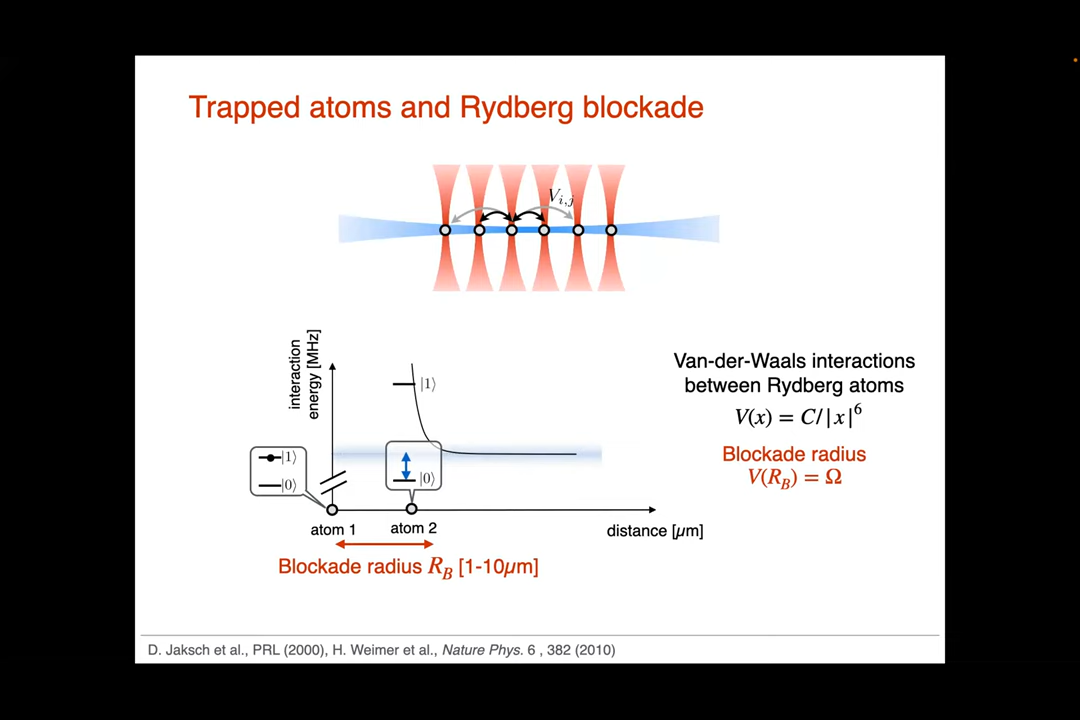 Trapped atoms and Rydberg blockade
V_{i,j}
interaction
energy [MHz]
|1⟩
|1⟩
|0⟩
|0⟩
atom 1
atom 2
distance [μm]
Blockade radius R_B [1-10μm]
Van-der-Waals interactions
between Rydberg atoms
V(x) = C/|x|⁶
Blockade radius
V(R_B) = Ω
D. Jaksch et al., PRL (2000), H. Weimer et al., Nature Phys. 6 , 382 (2010)